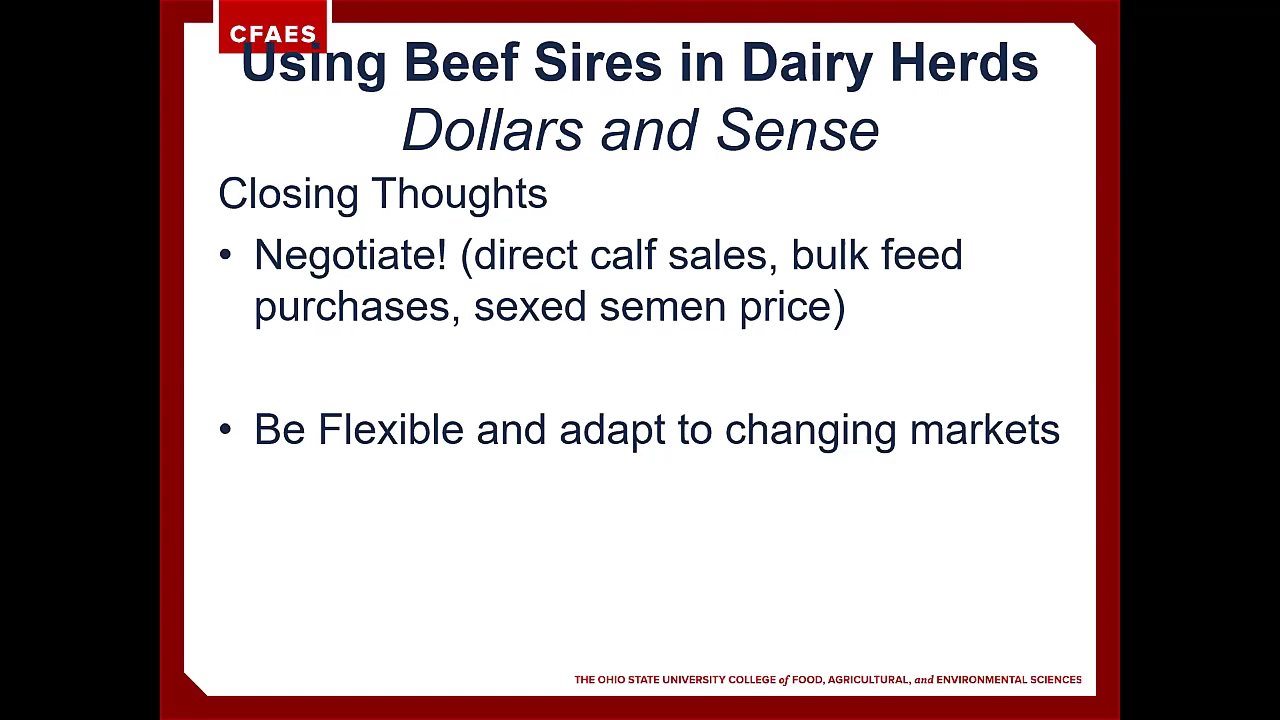 CFAES
Using Beef Sires in Dairy Herds
Dollars and Sense
Closing Thoughts
• Negotiate! (direct calf sales, bulk feed
purchases, sexed semen price)
• Be Flexible and adapt to changing markets
THE OHIO STATE UNIVERSITY COLLEGE of FOOD, AGRICULTURAL, and ENVIRONMENTAL SCIENCES